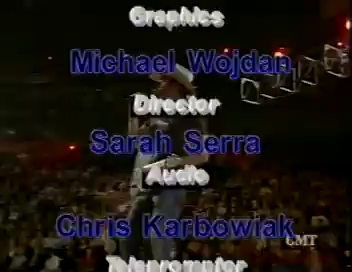 Graphics
Michael Wojdan
Director
Sarah Serra
Audio
Chris Karbowiak
CMT
Teleprompter